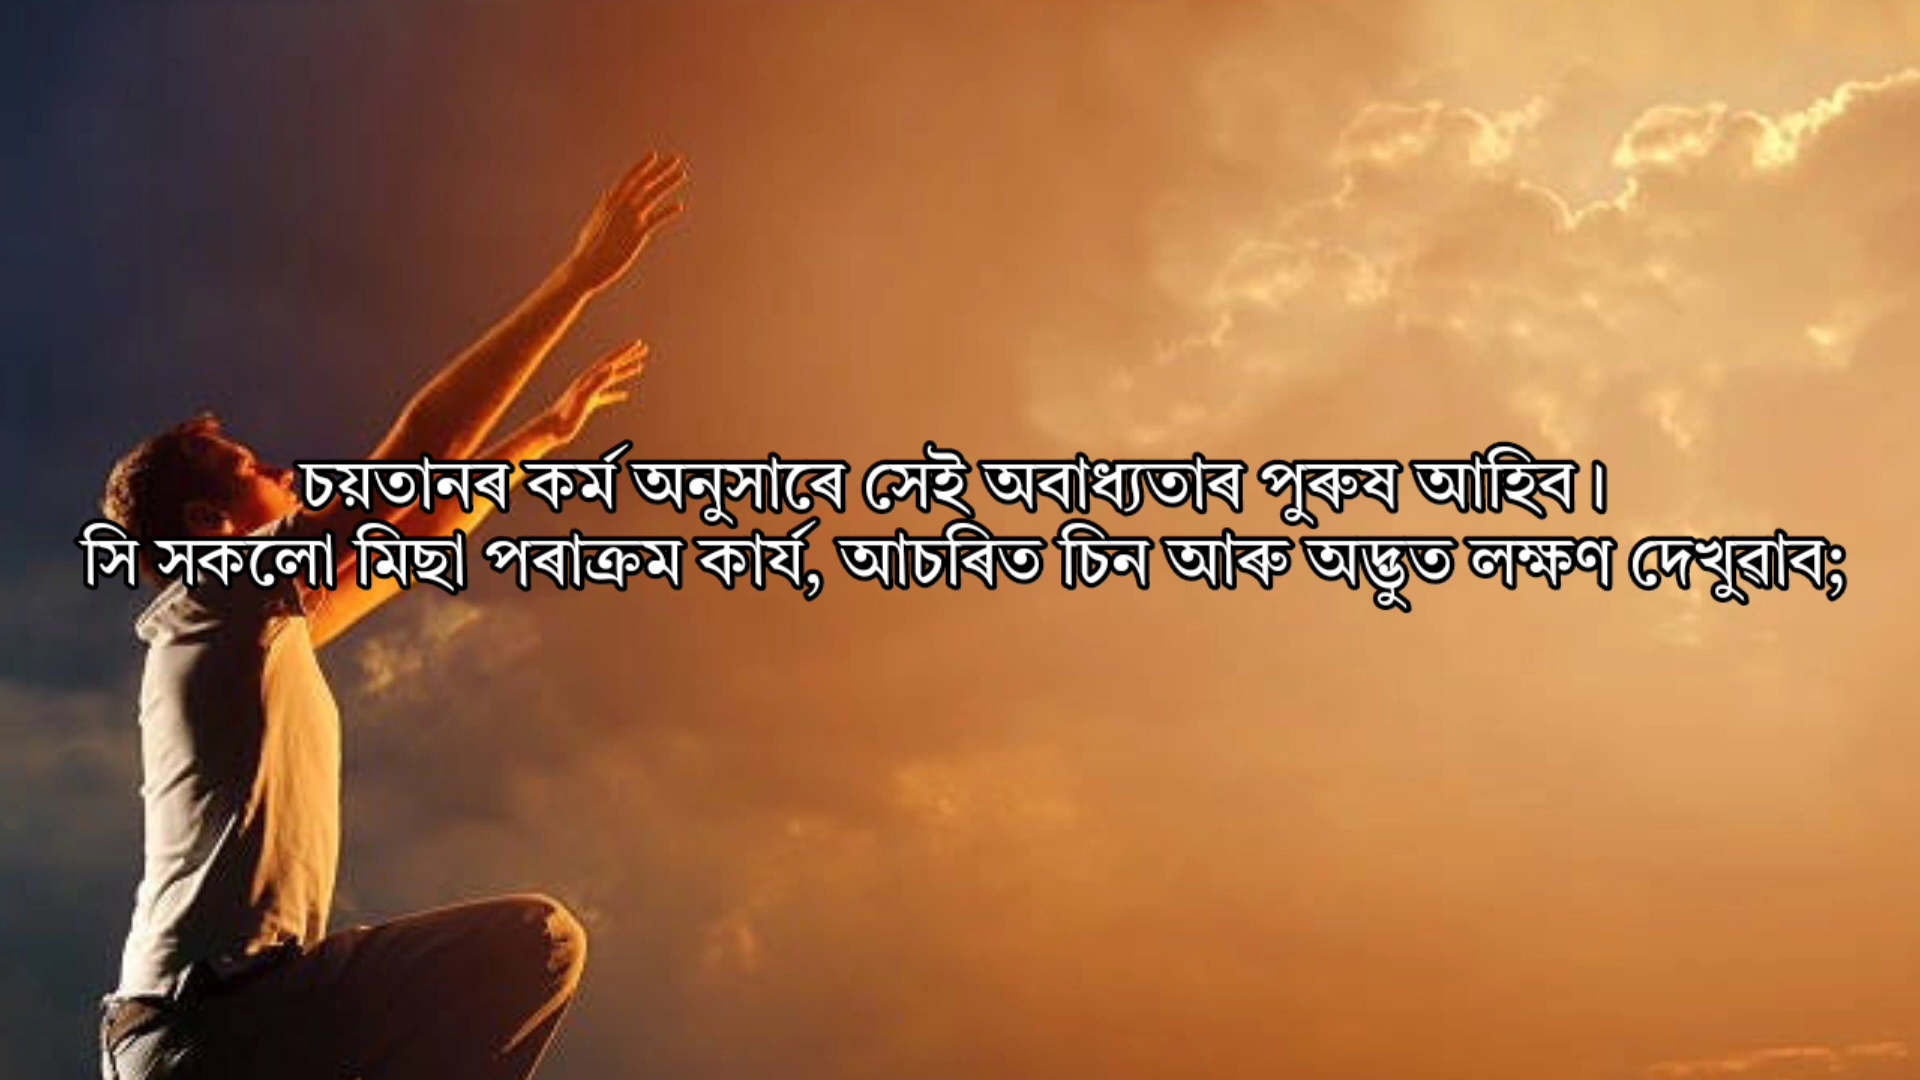 চয়তানৰ কৰ্ম অনুসাৰে সেই অবাধ্যতাৰ পুৰুষ আহিব।
সি সকলো মিছা পৰাক্ৰম কাৰ্য, আচৰিত চিন আৰু অদ্ভুত লক্ষণ দেখুৱাব;